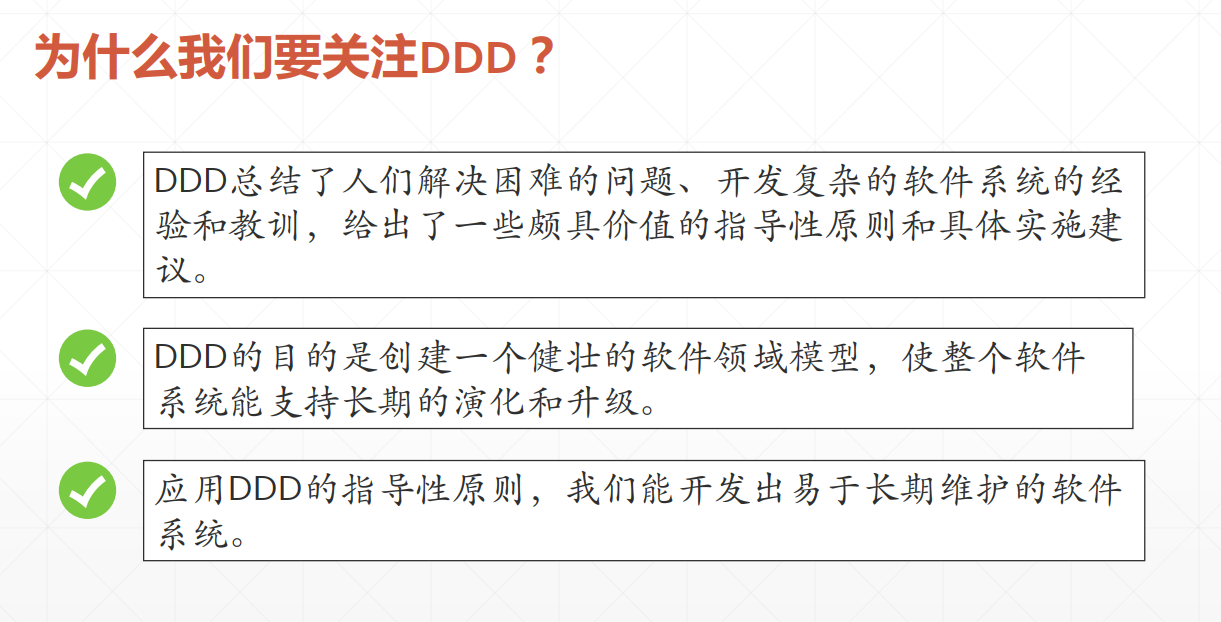 为什么我们要关注DDD？
DDD总结了人们解决困难的问题、开发复杂的软件系统的经
验和教训，给出了一些颇具价值的指导性原则和具体实施建
议。
DDD的目的是创建一个健壮的软件领域模型，使整个软件
系统能支持长期的演化和升级。
应用DDD的指导性原则，我们能开发出易于长期维护的软件
系统。